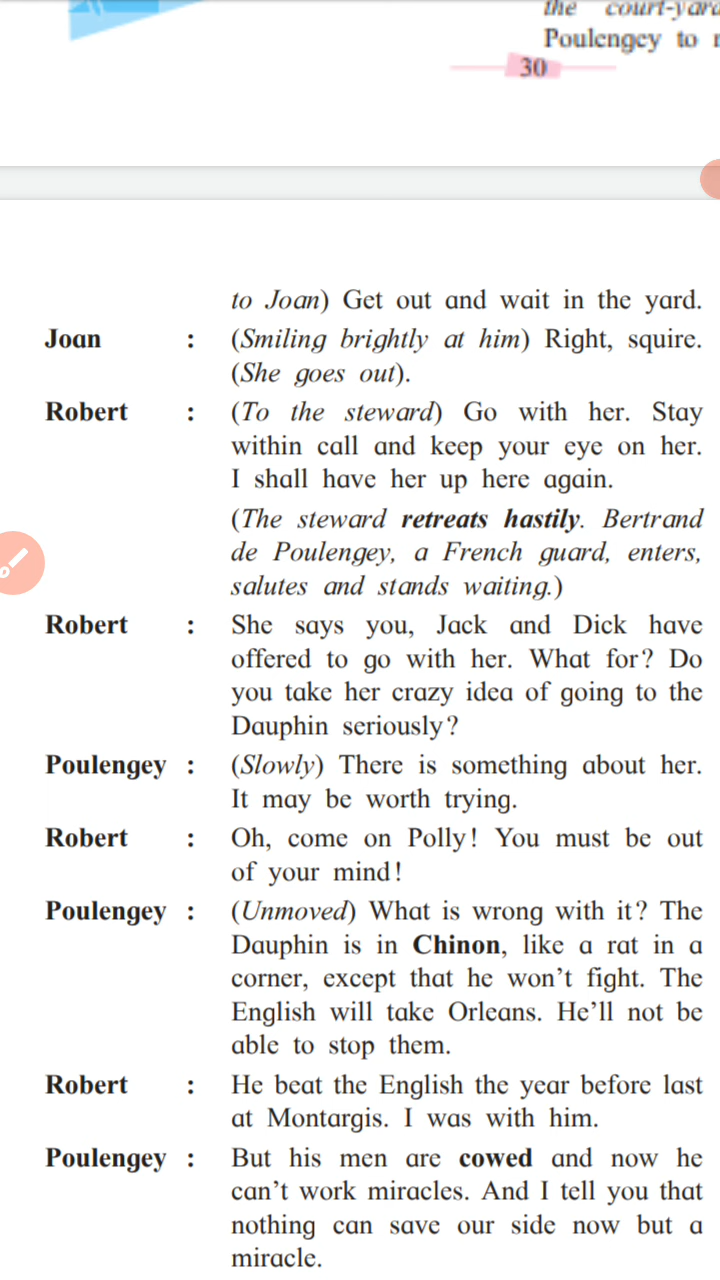 the court-yard
Poulengey to
30
to Joan) Get out and wait in the yard.
Joan : (Smiling brightly at him) Right, squire.
(She goes out).
Robert : (To the steward) Go with her. Stay
within call and keep your eye on her.
I shall have her up here again.
(The steward retreats hastily. Bertrand
de Poulengey, a French guard, enters,
salutes and stands waiting.)
Robert : She says you, Jack and Dick have
offered to go with her. What for? Do
you take her crazy idea of going to the
Dauphin seriously?
Poulengey : (Slowly) There is something about her.
It may be worth trying.
Robert : Oh, come on Polly! You must be out
of your mind!
Poulengey : (Unmoved) What is wrong with it? The
Dauphin is in Chinon, like a rat in a
corner, except that he won't fight. The
English will take Orleans. He'll not be
able to stop them.
Robert : He beat the English the year before last
at Montargis. I was with him.
Poulengey : But his men are cowed and now he
can't work miracles. And I tell you that
nothing can save our side now but a
miracle.